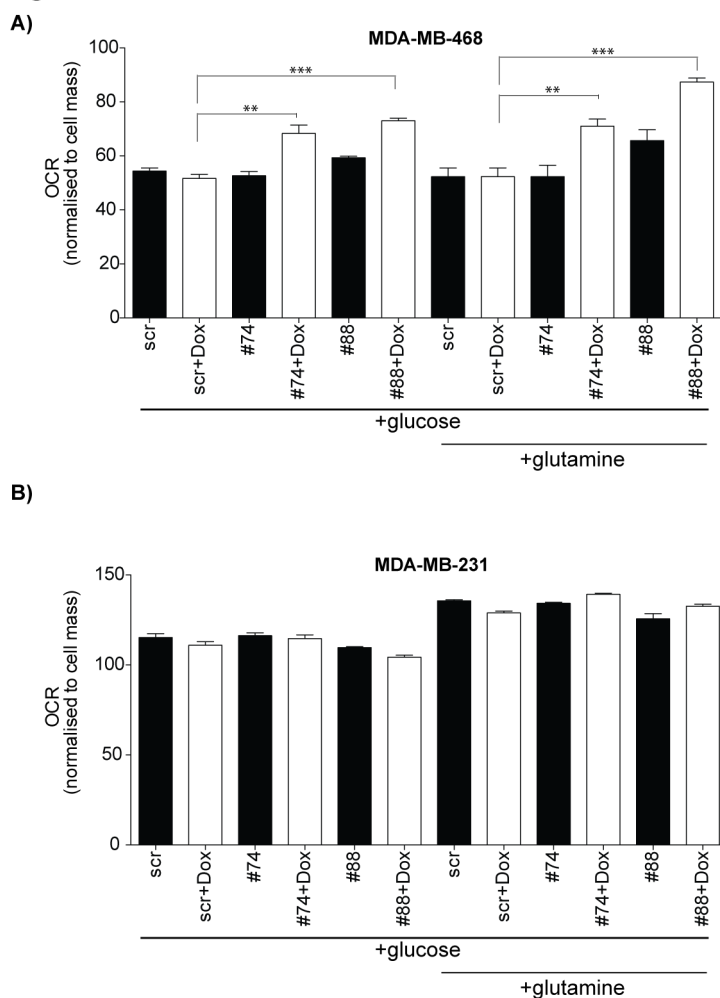 A)
MDA-MB-468
OCR
(normalised to cell mass)
100
80
60
40
20
0
***
**
***
**
scr
scr+Dox
#74
#74+Dox
#88
#88+Dox
scr
scr+Dox
#74
#74+Dox
#88
#88+Dox
+glucose
+glutamine
B)
MDA-MB-231
OCR
(normalised to cell mass)
150
100
50
0
scr
scr+Dox
#74
#74+Dox
#88
#88+Dox
scr
scr+Dox
#74
#74+Dox
#88
#88+Dox
+glucose
+glutamine